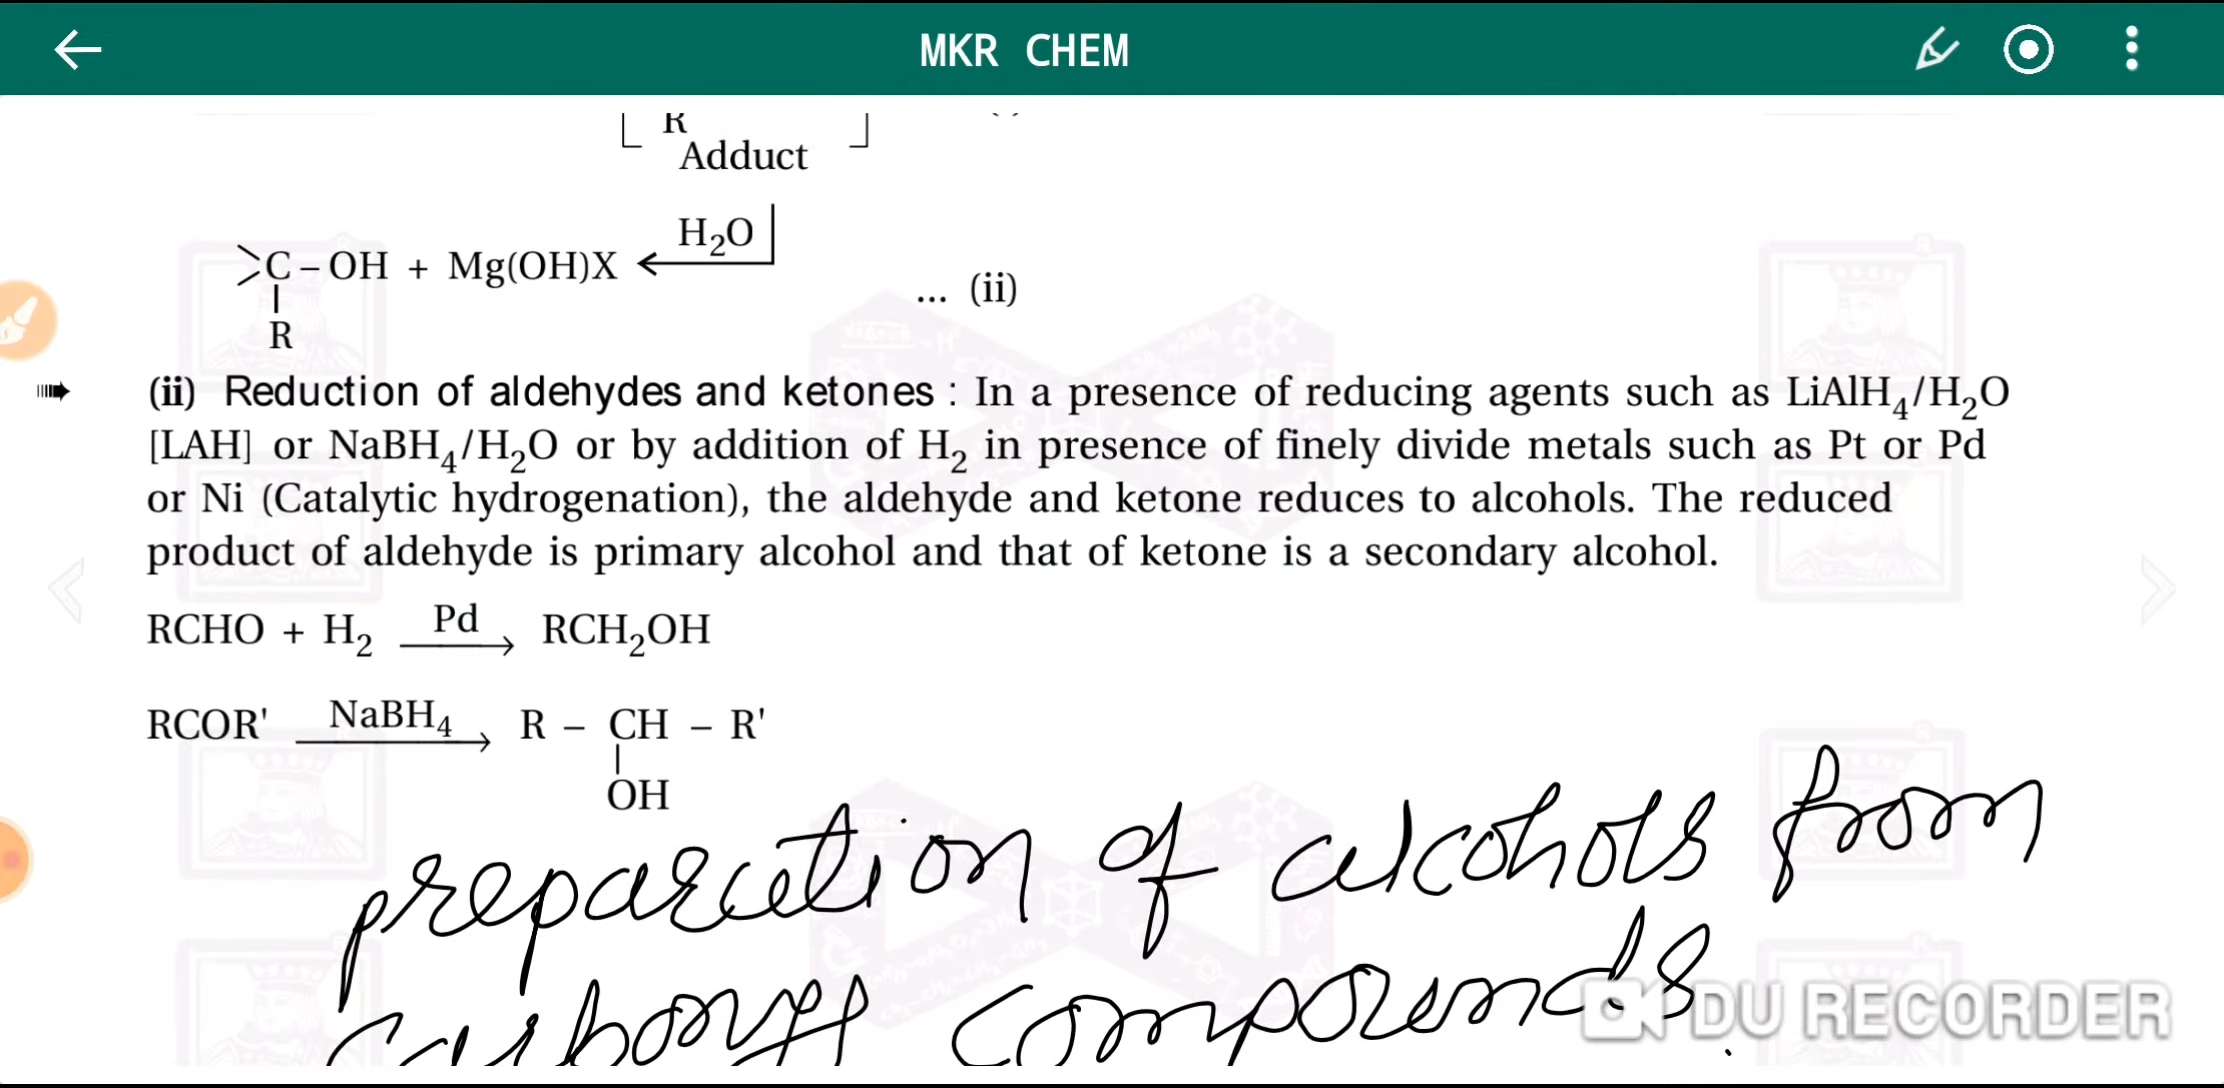 MKR CHEM
R
Adduct
H₂O
>C – OH + Mg(OH)X
R
... (ii)
(ii) Reduction of aldehydes and ketones : In a presence of reducing agents such as LiAlH₄/H₂O
[LAH] or NaBH₄/H₂O or by addition of H₂ in presence of finely divide metals such as Pt or Pd
or Ni (Catalytic hydrogenation), the aldehyde and ketone reduces to alcohols. The reduced
product of aldehyde is primary alcohol and that of ketone is a secondary alcohol.
RCHO + H₂ —Pd→ RCH₂OH
RCOR' —NaBH₄→ R – CH – R'
OH
preparation of alcohols from
carbonyl compounds.
DU RECORDER